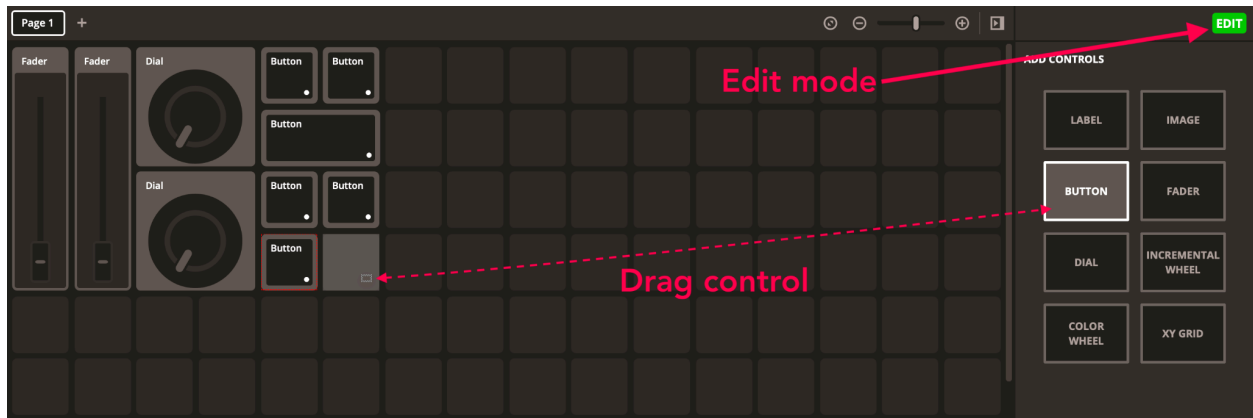 Page 1
EDIT
Fader
Fader
Dial
Button
Button
Edit mode
ADD CONTROLS
LABEL
IMAGE
Button
Dial
Button
Button
BUTTON
FADER
Button
Drag control
DIAL
INCREMENTAL
WHEEL
COLOR
WHEEL
XY GRID